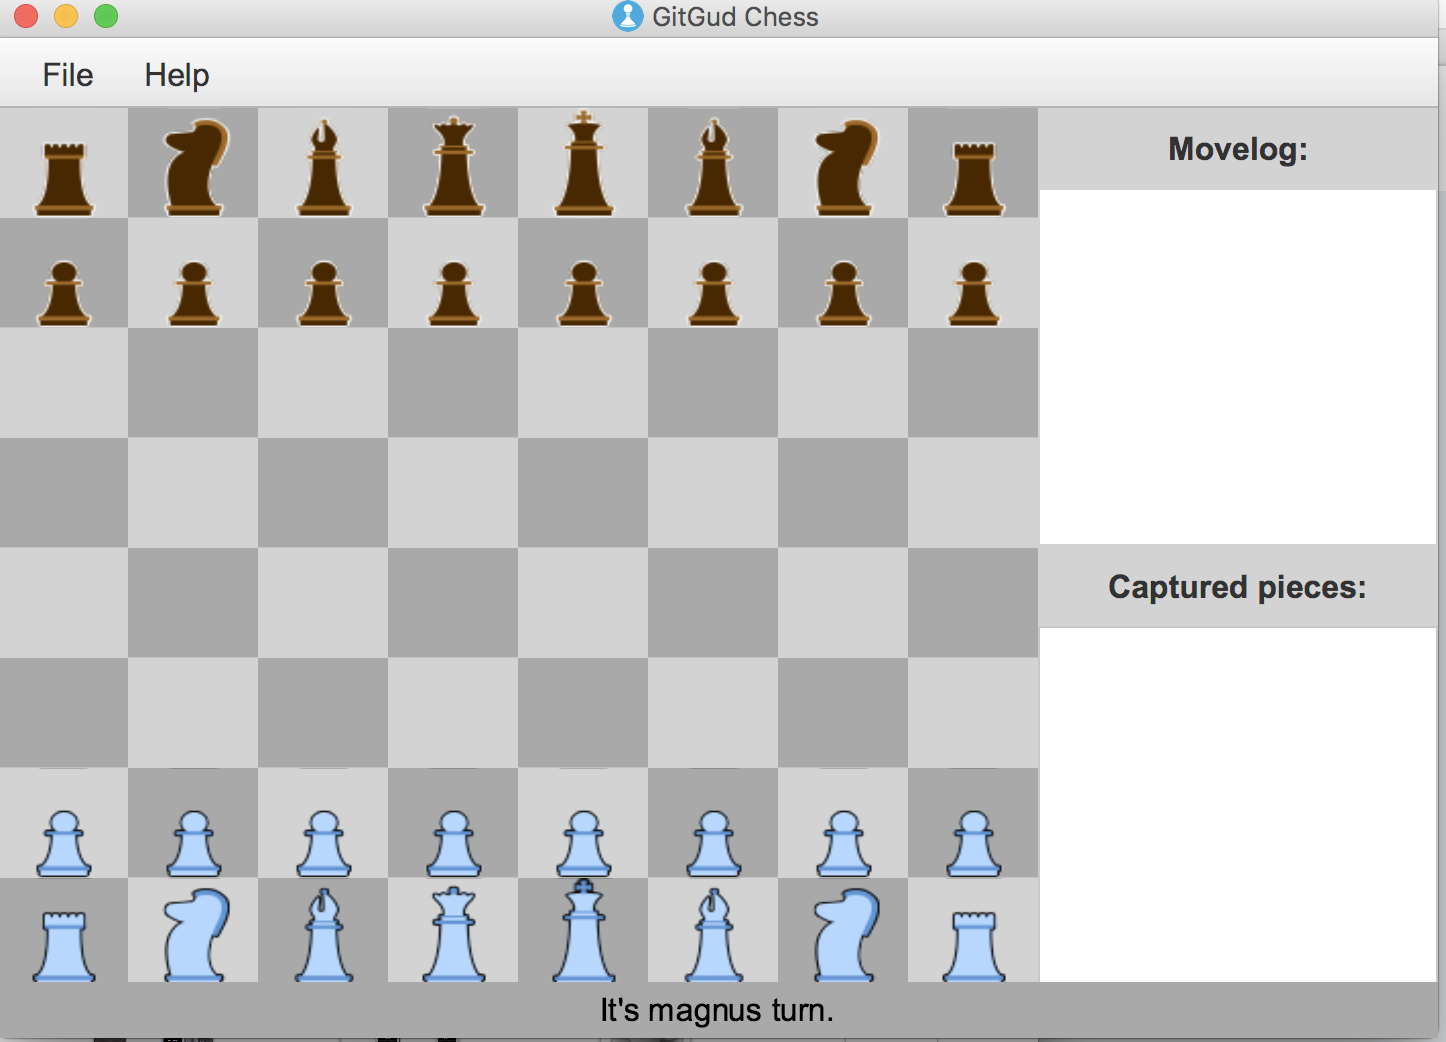 GitGud Chess
File Help
Movelog:
Captured pieces:
It's magnus turn.